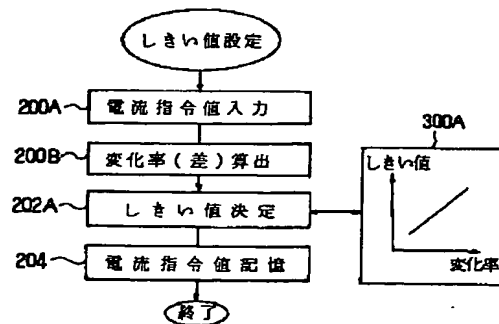 しきい値設定
200A
電流指令値入力
200B
変化率(差)算出
202A
しきい値決定
204
電流指令値記憶
終了
300A
しきい値
変化率